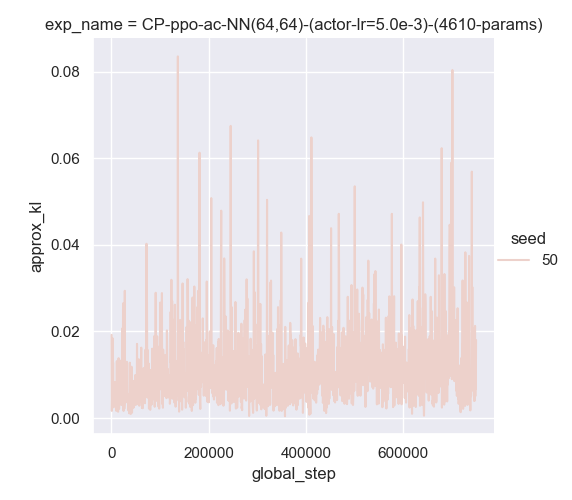 exp_name = CP-ppo-ac-NN(64,64)-(actor-lr=5.0e-3)-(4610-params)
0.08
0.06
0.04
0.02
0.00
approx_kl
0
200000
400000
600000
global_step
seed
50